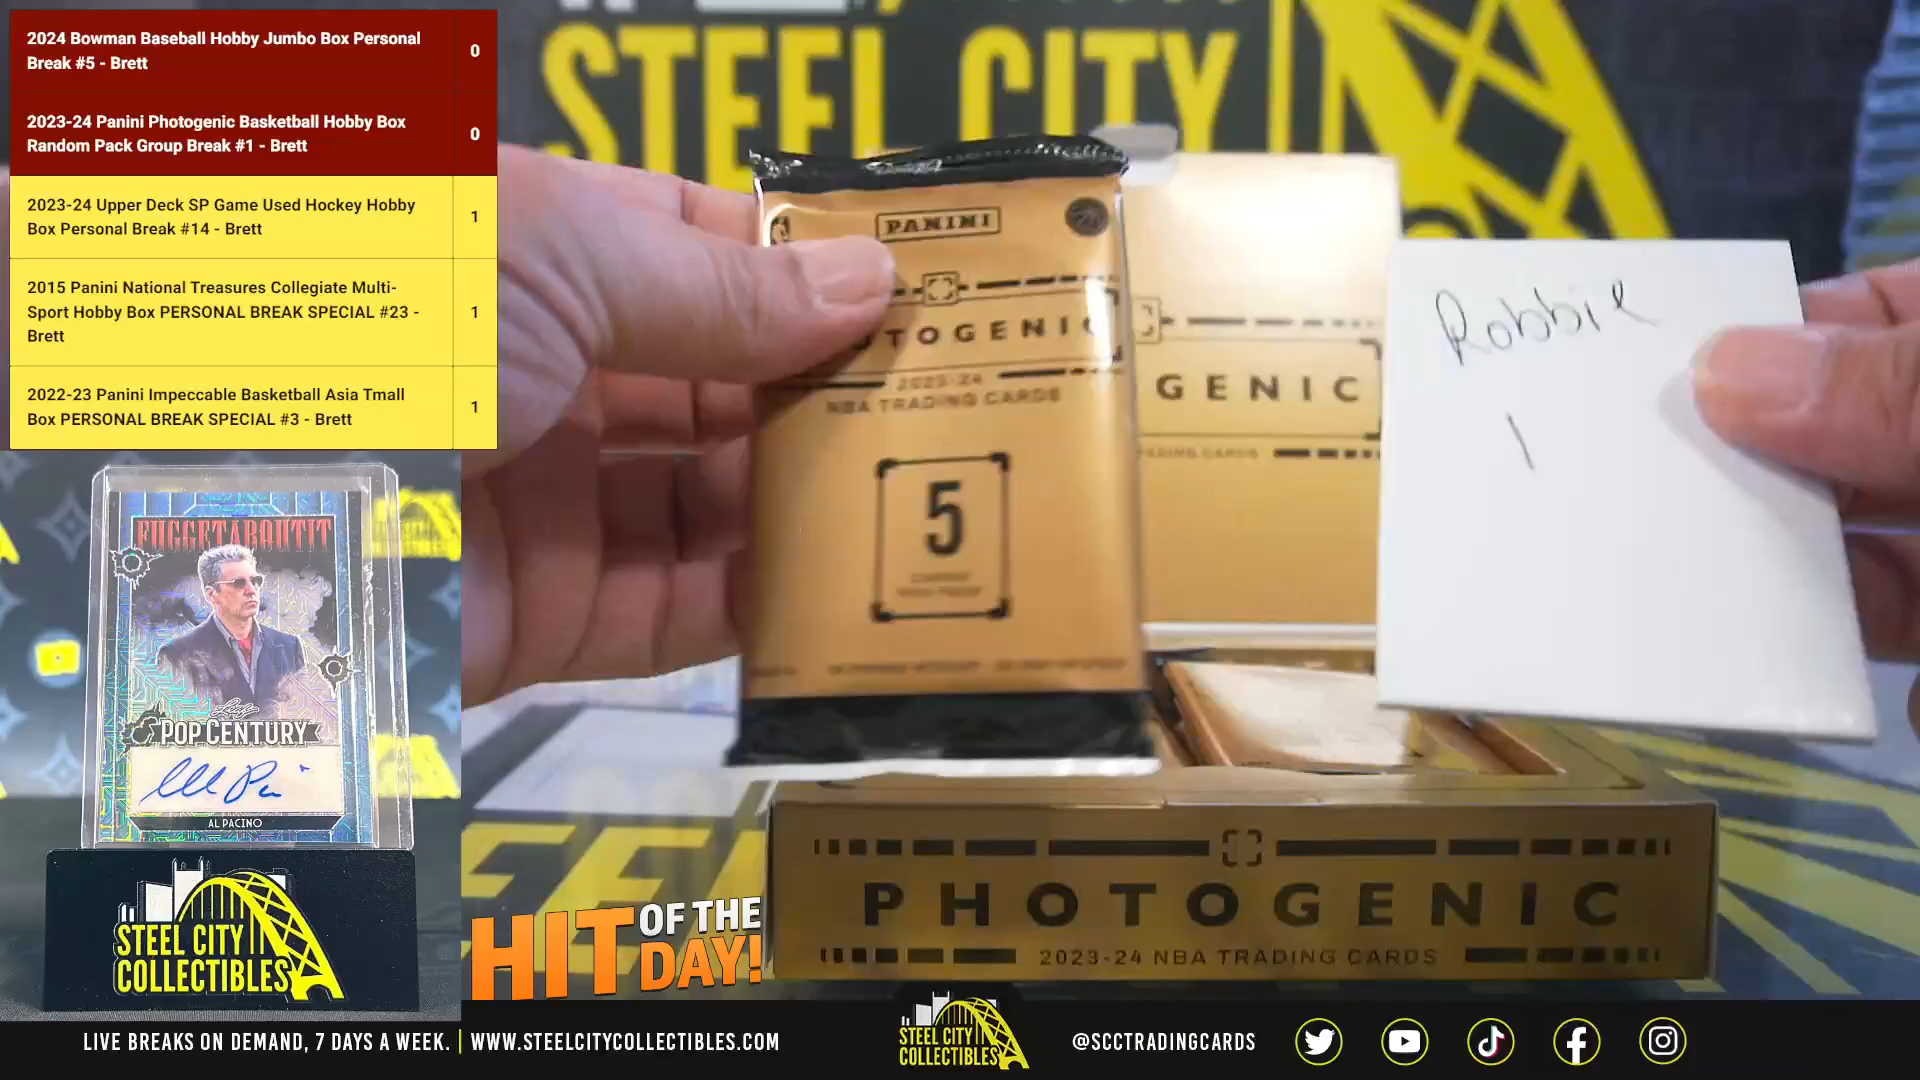 2024 Bowman Baseball Hobby Jumbo Box Personal
Break #5 - Brett
0
2023-24 Panini Photogenic Basketball Hobby Box
Random Pack Group Break #1 - Brett
0
2023-24 Upper Deck SP Game Used Hockey Hobby
Box Personal Break #14 - Brett
1
2015 Panini National Treasures Collegiate Multi-
Sport Hobby Box PERSONAL BREAK SPECIAL #23 -
Brett
1
2022-23 Panini Impeccable Basketball Asia Tmall
Box PERSONAL BREAK SPECIAL #3 - Brett
1
STEEL CITY
PANINI
OTOGENIC
2023-24
NBA TRADING CARDS
5
GENIC
Robbie
1
FUGGETABOUTIT
Leaf
POP CENTURY
AL PACINO
STEEL CITY
COLLECTIBLES
HIT OF THE
DAY!
PHOTOGENIC
2023-24 NBA TRADING CARDS
LIVE BREAKS ON DEMAND, 7 DAYS A WEEK. | WWW.STEELCITYCOLLECTIBLES.COM
STEEL CITY
COLLECTIBLES
@SCCTRADINGCARDS